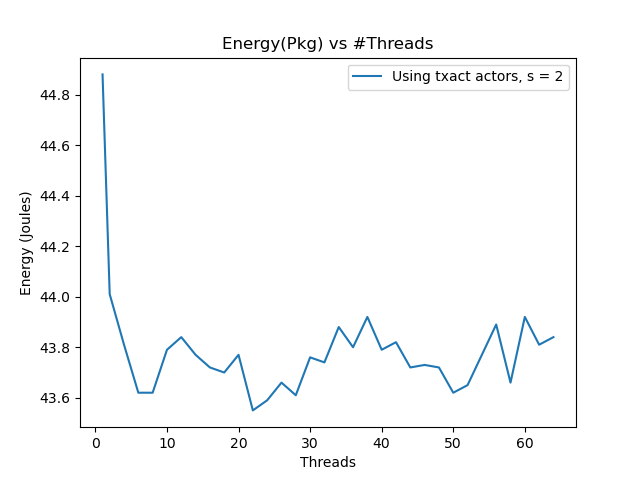 Energy(Pkg) vs #Threads
Using txact actors, s = 2
44.8
44.6
44.4
44.2
44.0
43.8
43.6
Energy (Joules)
0 10 20 30 40 50 60
Threads